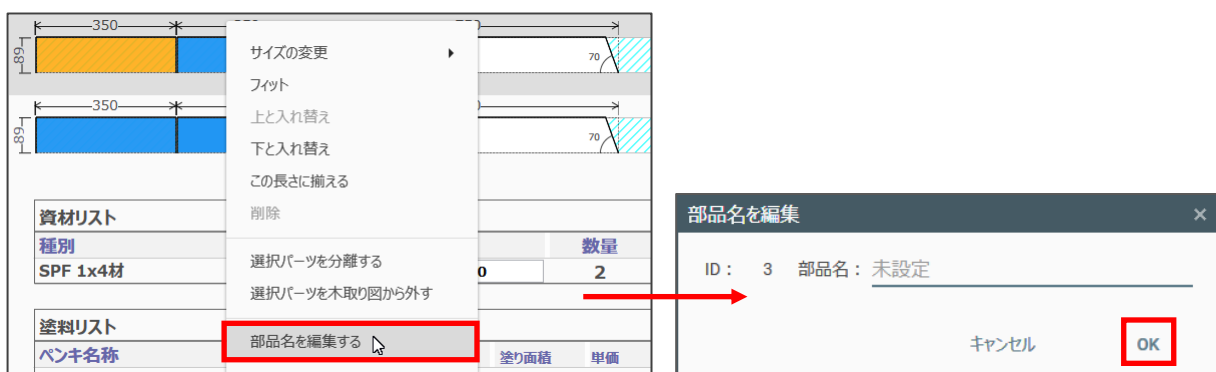 350
89
70
350
89
70
サイズの変更
フィット
上と入れ替え
下と入れ替え
この長さに揃える
削除
選択パーツを分離する
選択パーツを木取り図から外す
部品名を編集する
資材リスト
種別 数量
SPF 1x4材 0 2
塗料リスト
ペンキ名称 塗り面積 単価
部品名を編集 ×
ID： 3 部品名： 未設定
キャンセル OK